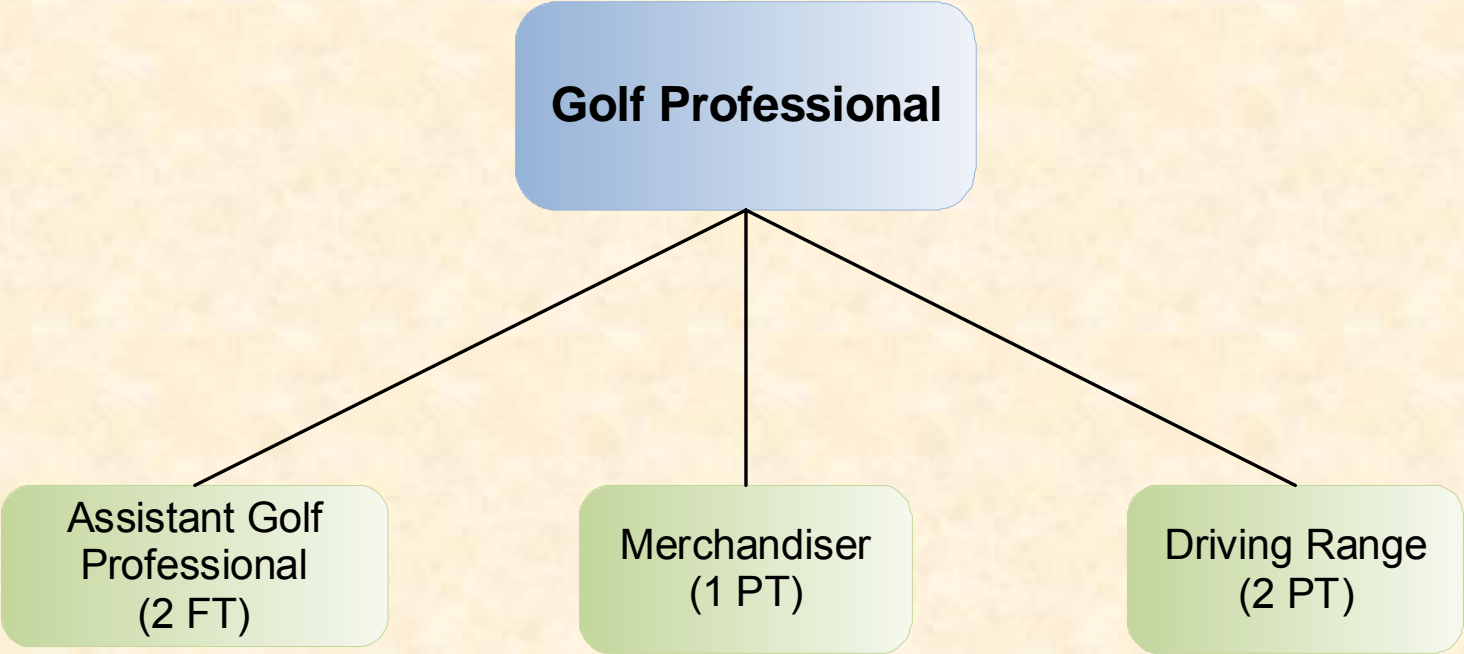 Golf Professional
Assistant Golf
Professional
(2 FT)
Merchandiser
(1 PT)
Driving Range
(2 PT)